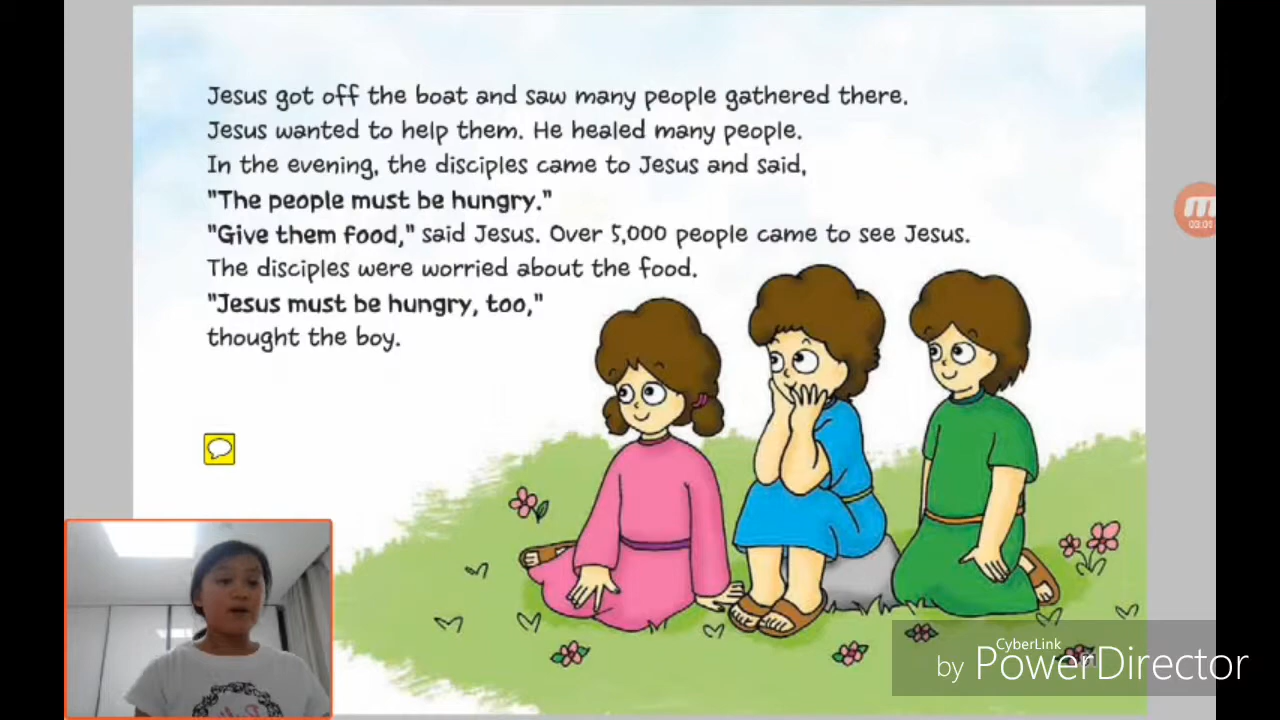 Jesus got off the boat and saw many people gathered there.
Jesus wanted to help them. He healed many people.
In the evening, the disciples came to Jesus and said,
"The people must be hungry."
"Give them food," said Jesus. Over 5,000 people came to see Jesus.
The disciples were worried about the food.
"Jesus must be hungry, too,"
thought the boy.
03:01
CyberLink
by PowerDirector